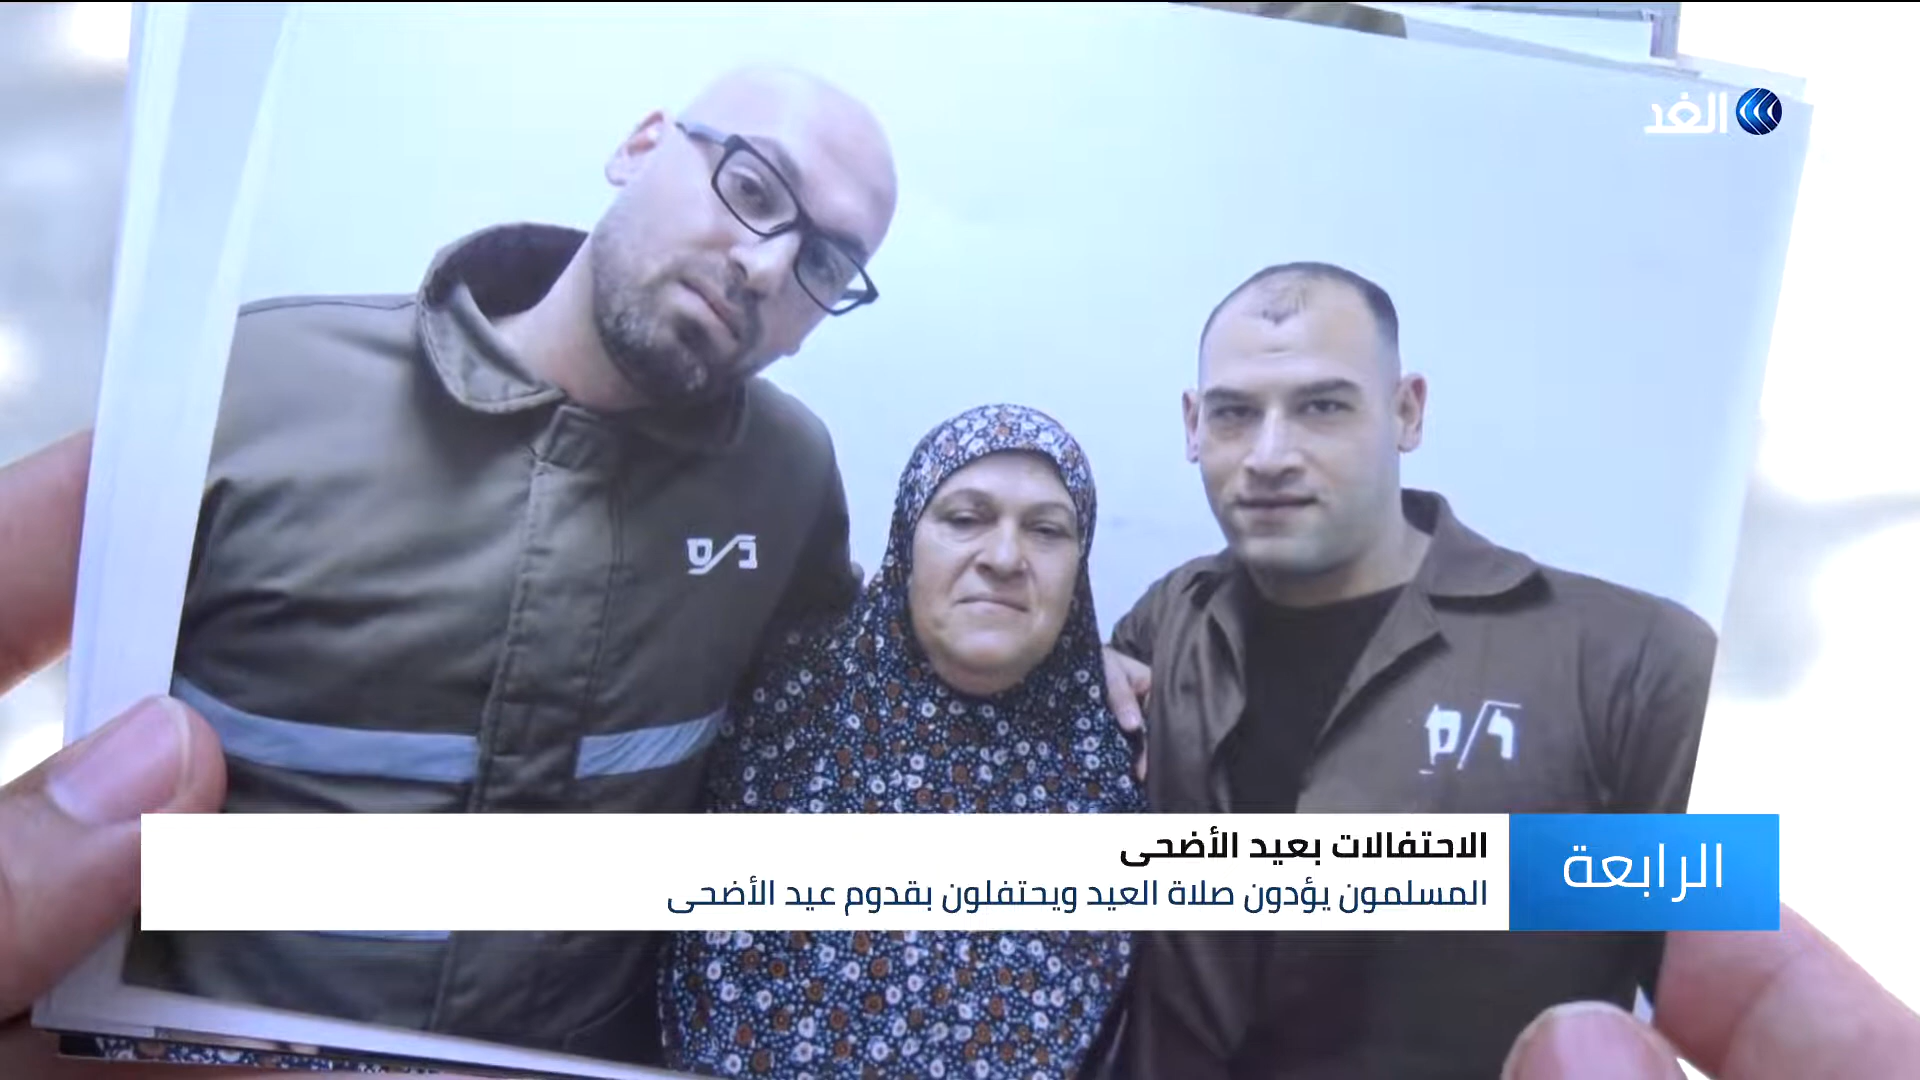 الغد
ב/ס
ר/ס
الرابعة
الاحتفالات بعيد الأضحى
المسلمون يؤدون صلاة العيد ويحتفلون بقدوم عيد الأضحى